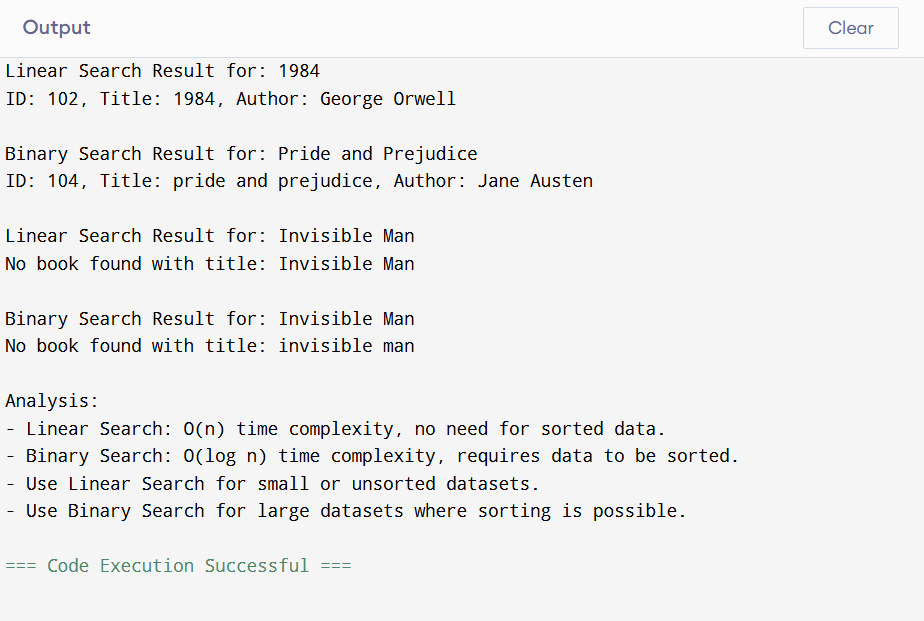 Output
Clear
Linear Search Result for: 1984
ID: 102, Title: 1984, Author: George Orwell
Binary Search Result for: Pride and Prejudice
ID: 104, Title: pride and prejudice, Author: Jane Austen
Linear Search Result for: Invisible Man
No book found with title: Invisible Man
Binary Search Result for: Invisible Man
No book found with title: invisible man
Analysis:
- Linear Search: O(n) time complexity, no need for sorted data.
- Binary Search: O(log n) time complexity, requires data to be sorted.
- Use Linear Search for small or unsorted datasets.
- Use Binary Search for large datasets where sorting is possible.
=== Code Execution Successful ===